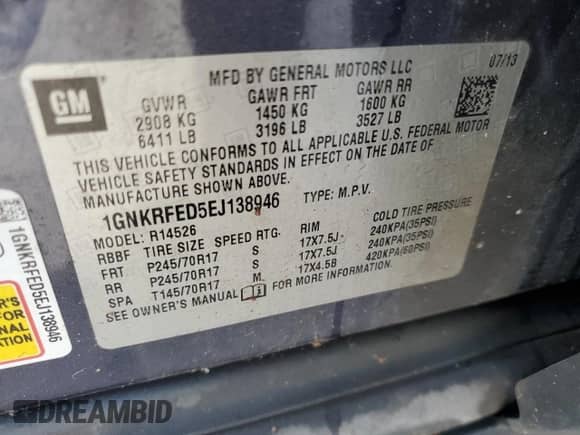 GM
MFD BY GENERAL MOTORS LLC
07/13
GVWR GAWR FRT GAWR RR
2908 KG 1450 KG 1600 KG
6411 LB 3196 LB 3527 LB
THIS VEHICLE CONFORMS TO ALL APPLICABLE U.S. FEDERAL MOTOR
VEHICLE SAFETY STANDARDS IN EFFECT ON THE DATE OF
MANUFACTURE SHOWN ABOVE.
1GNKRFED5EJ138946 TYPE: M.P.V.
MODEL: R14526
RBBF TIRE SIZE SPEED RTG. RIM COLD TIRE PRESSURE
FRT P245/70R17 S 17X7.5J 240KPA(35PSI)
RR P245/70R17 S 17X7.5J 240KPA(35PSI)
SPA T145/70R17 M 17X4.5B 420KPA(60PSI)
SEE OWNER'S MANUAL FOR MORE INFORMATION.
1GNKRFED5EJ138946
R'S
FOR
NAL
ATION
DREAMBID